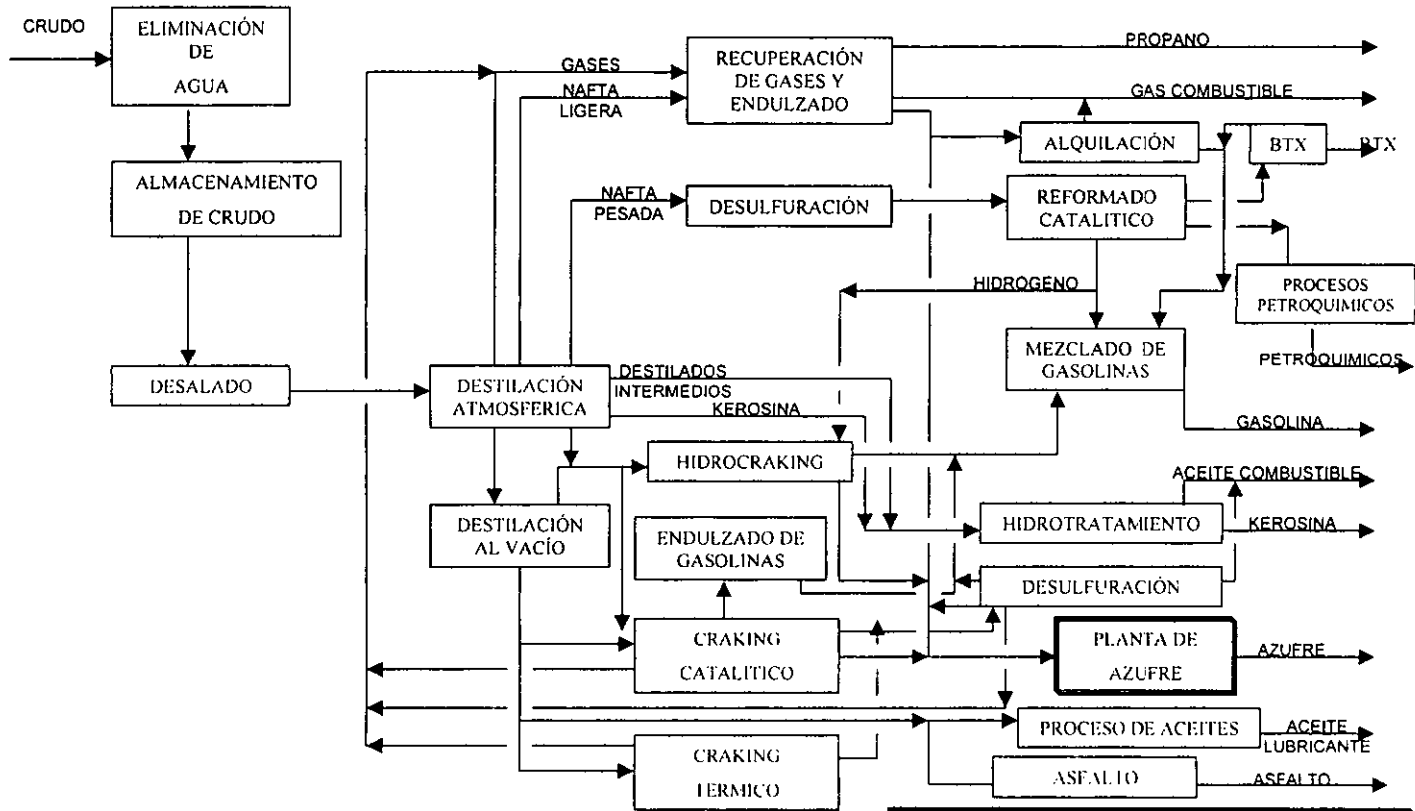 CRUDO
ELIMINACIÓN
DE
AGUA
ALMACENAMIENTO
DE CRUDO
DESALADO
GASES
NAFTA
LIGERA
RECUPERACIÓN
DE GASES Y
ENDULZADO
PROPANO
GAS COMBUSTIBLE
ALQUILACIÓN
BTX
BTX
NAFTA
PESADA
DESULFURACIÓN
REFORMADO
CATALITICO
HIDROGENO
PROCESOS
PETROQUIMICOS
PETROQUIMICOS
MEZCLADO DE
GASOLINAS
GASOLINA
DESTILACIÓN
ATMOSFERICA
DESTILADOS
INTERMEDIOS
KEROSINA
HIDROCRAKING
ACEITE COMBUSTIBLE
HIDROTRATAMIENTO
KEROSINA
DESTILACIÓN
AL VACÍO
ENDULZADO DE
GASOLINAS
DESULFURACIÓN
CRAKING
CATALITICO
PLANTA DE
AZUFRE
AZUFRE
PROCESO DE ACEITES
ACEITE
LUBRICANTE
CRAKING
TERMICO
ASFALTO
ASFALTO